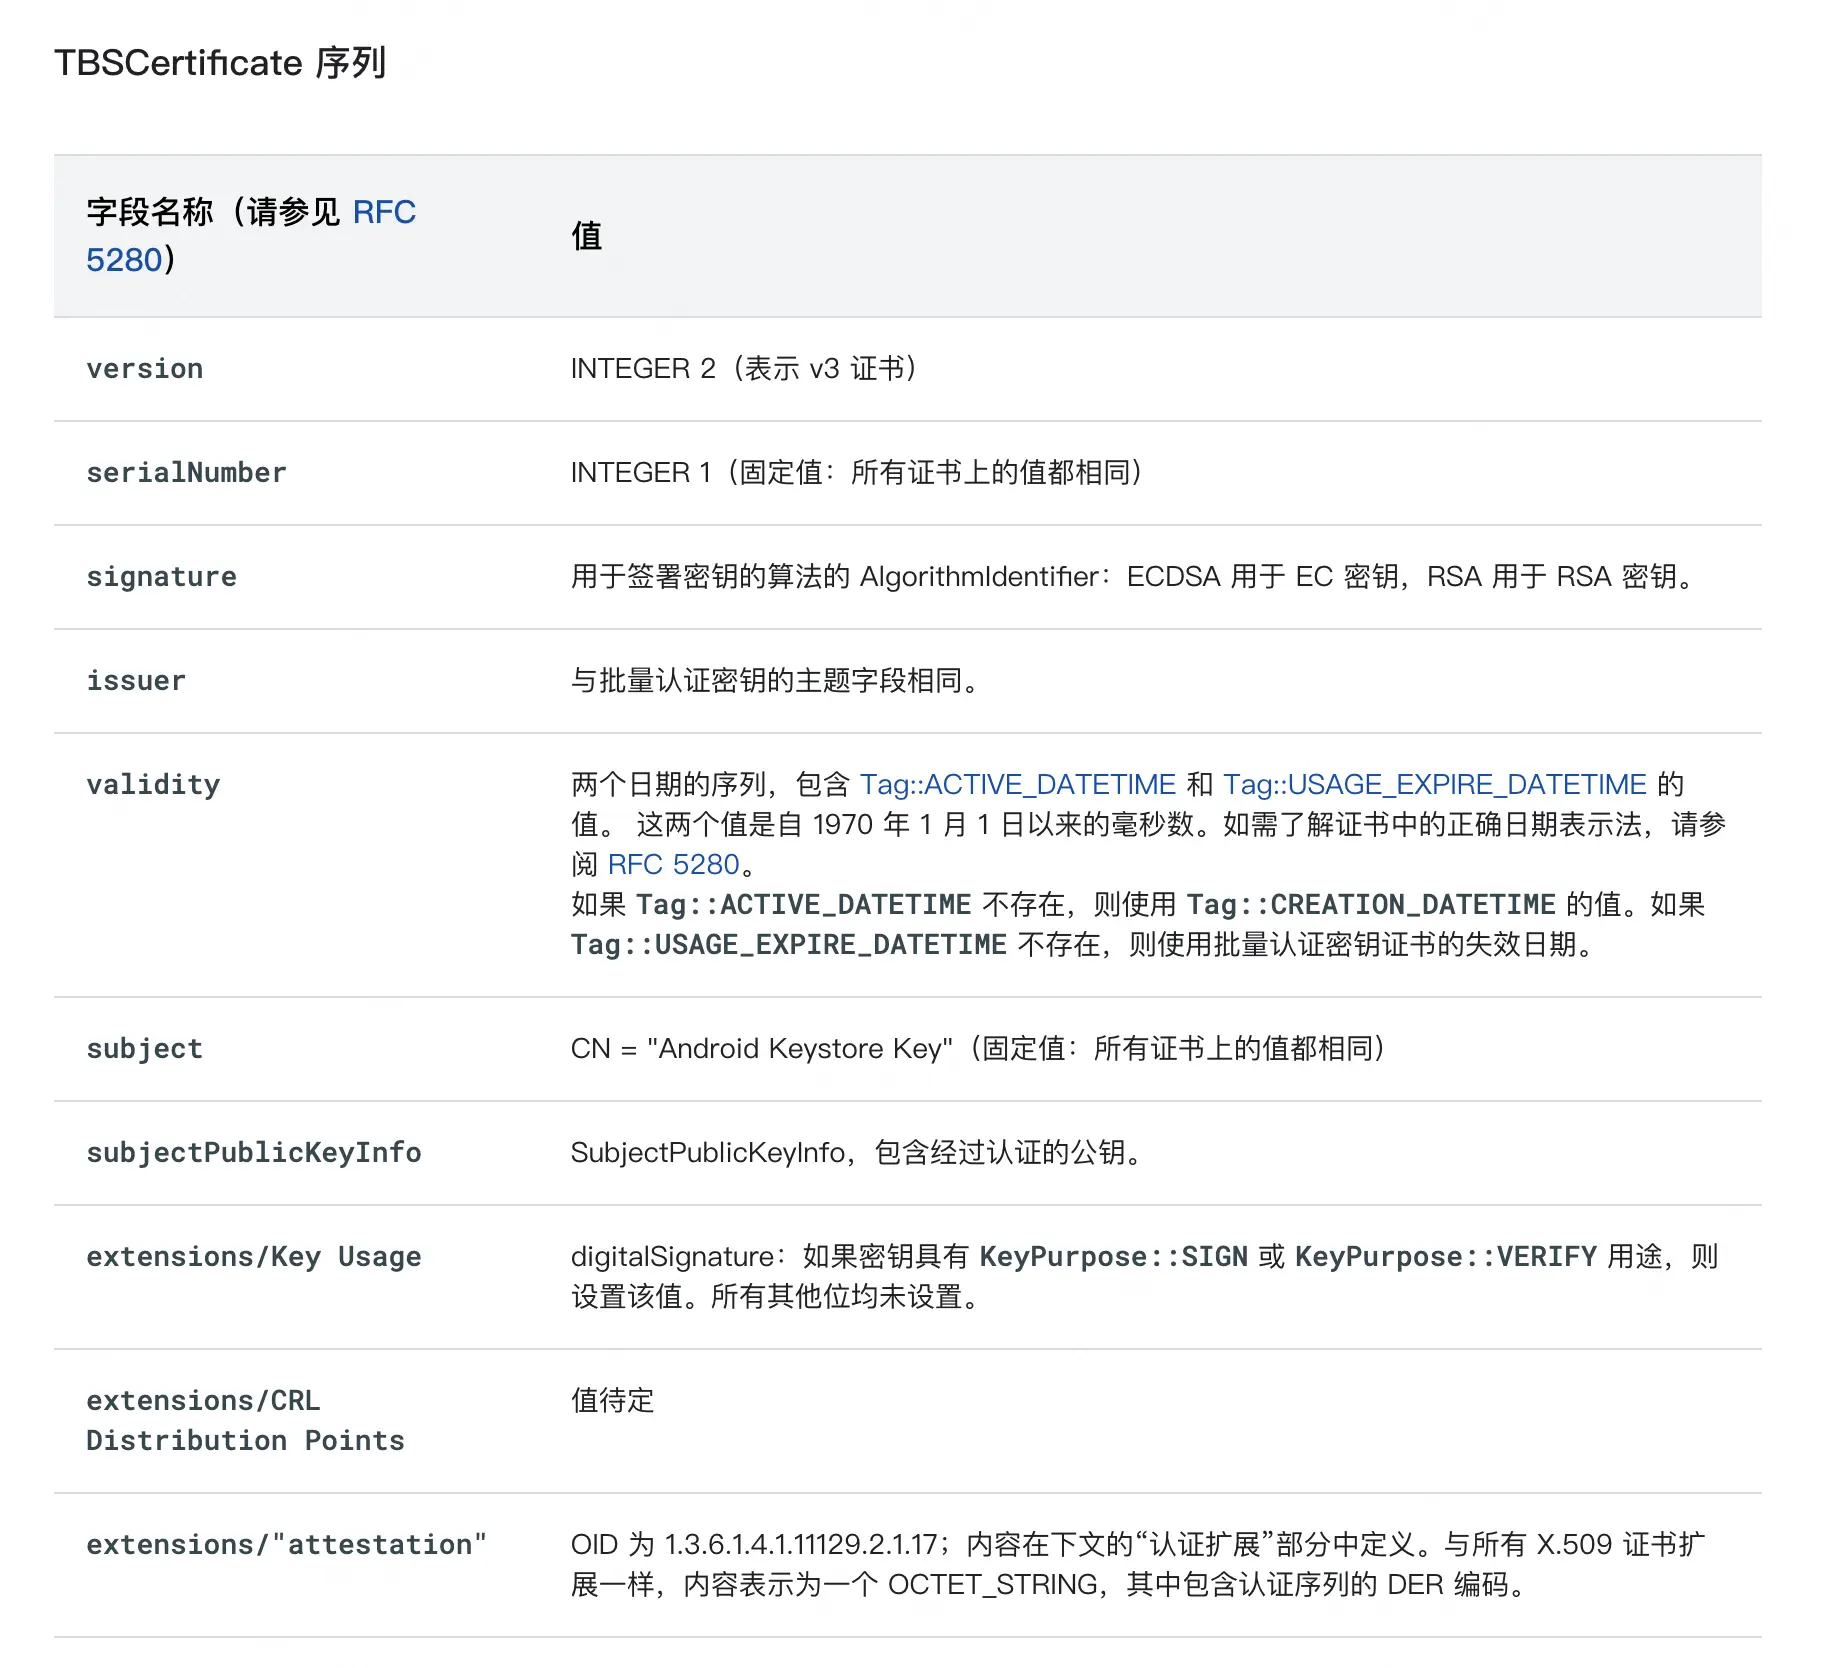 TBSCertificate 序列
字段名称（请参见 RFC
5280）
值
version
INTEGER 2（表示 v3 证书）
serialNumber
INTEGER 1（固定值：所有证书上的值都相同）
signature
用于签署密钥的算法的 AlgorithmIdentifier：ECDSA 用于 EC 密钥，RSA 用于 RSA 密钥。
issuer
与批量认证密钥的主题字段相同。
validity
两个日期的序列，包含 Tag::ACTIVE_DATETIME 和 Tag::USAGE_EXPIRE_DATETIME 的
值。 这两个值是自 1970 年 1 月 1 日以来的毫秒数。如需了解证书中的正确日期表示法，请参
阅 RFC 5280。
如果 Tag::ACTIVE_DATETIME 不存在，则使用 Tag::CREATION_DATETIME 的值。如果
Tag::USAGE_EXPIRE_DATETIME 不存在，则使用批量认证密钥证书的失效日期。
subject
CN = "Android Keystore Key"（固定值：所有证书上的值都相同）
subjectPublicKeyInfo
SubjectPublicKeyInfo，包含经过认证的公钥。
extensions/Key Usage
digitalSignature：如果密钥具有 KeyPurpose::SIGN 或 KeyPurpose::VERIFY 用途，则
设置该值。所有其他位均未设置。
extensions/CRL
Distribution Points
值待定
extensions/"attestation"
OID 为 1.3.6.1.4.1.11129.2.1.17；内容在下文的“认证扩展”部分中定义。与所有 X.509 证书扩
展一样，内容表示为一个 OCTET_STRING，其中包含认证序列的 DER 编码。